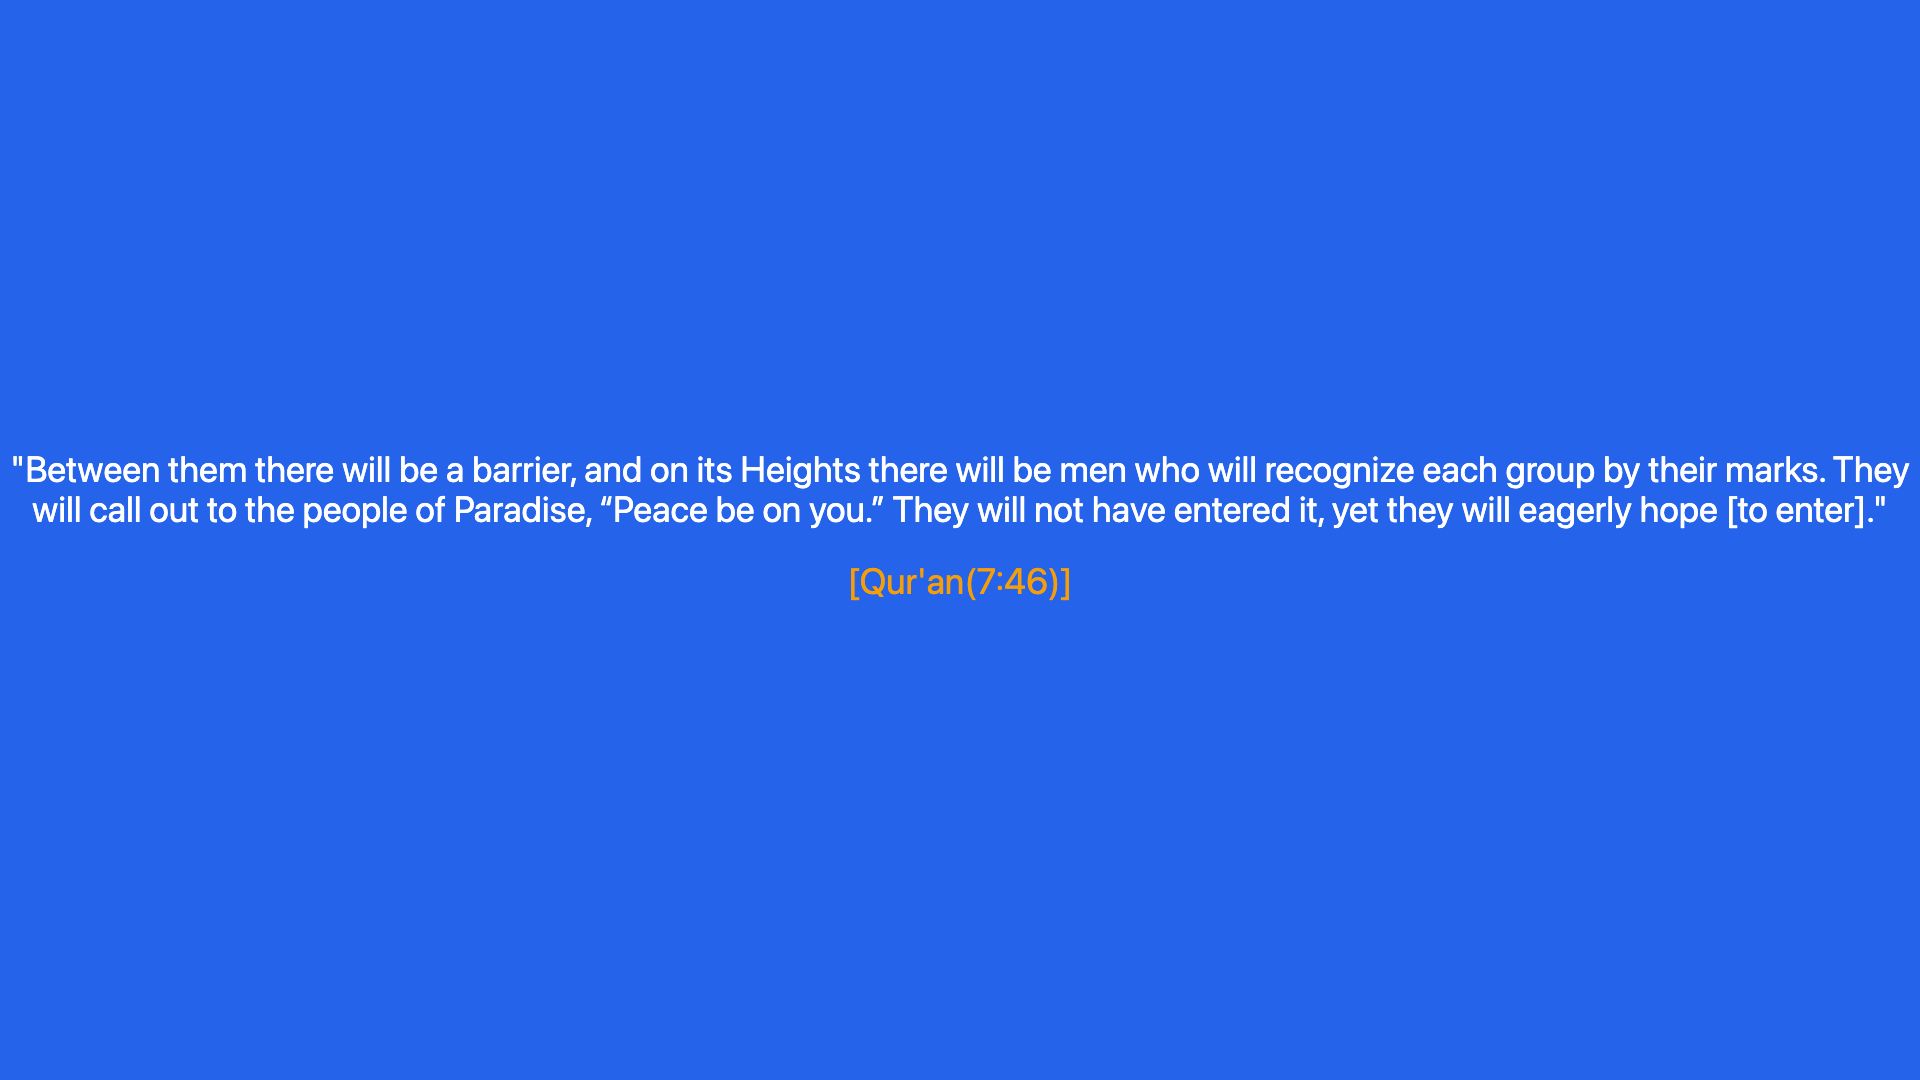 "Between them there will be a barrier, and on its Heights there will be men who will recognize each group by their marks. They
will call out to the people of Paradise, “Peace be on you.” They will not have entered it, yet they will eagerly hope [to enter]."
[Qur'an(7:46)]